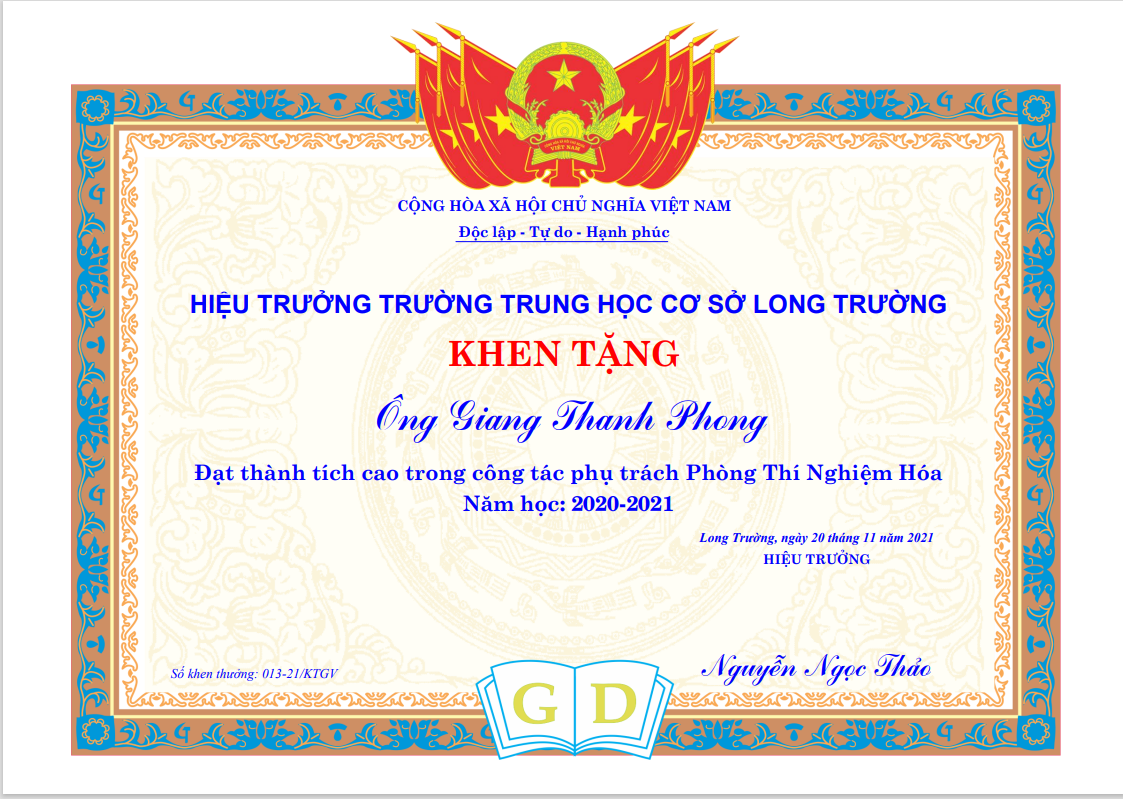 CỘNG HÒA XÃ HỘI CHỦ NGHĨA VIỆT NAM
Độc lập - Tự do - Hạnh phúc
HIỆU TRƯỞNG TRƯỜNG TRUNG HỌC CƠ SỞ LONG TRƯỜNG
KHEN TẶNG
Ông Giang Thanh Phong
Đạt thành tích cao trong công tác phụ trách Phòng Thí Nghiệm Hóa
Năm học: 2020-2021
Long Trường, ngày 20 tháng 11 năm 2021
HIỆU TRƯỞNG
Nguyễn Ngọc Thảo
Số khen thưởng: 013-21/KTGV
G D